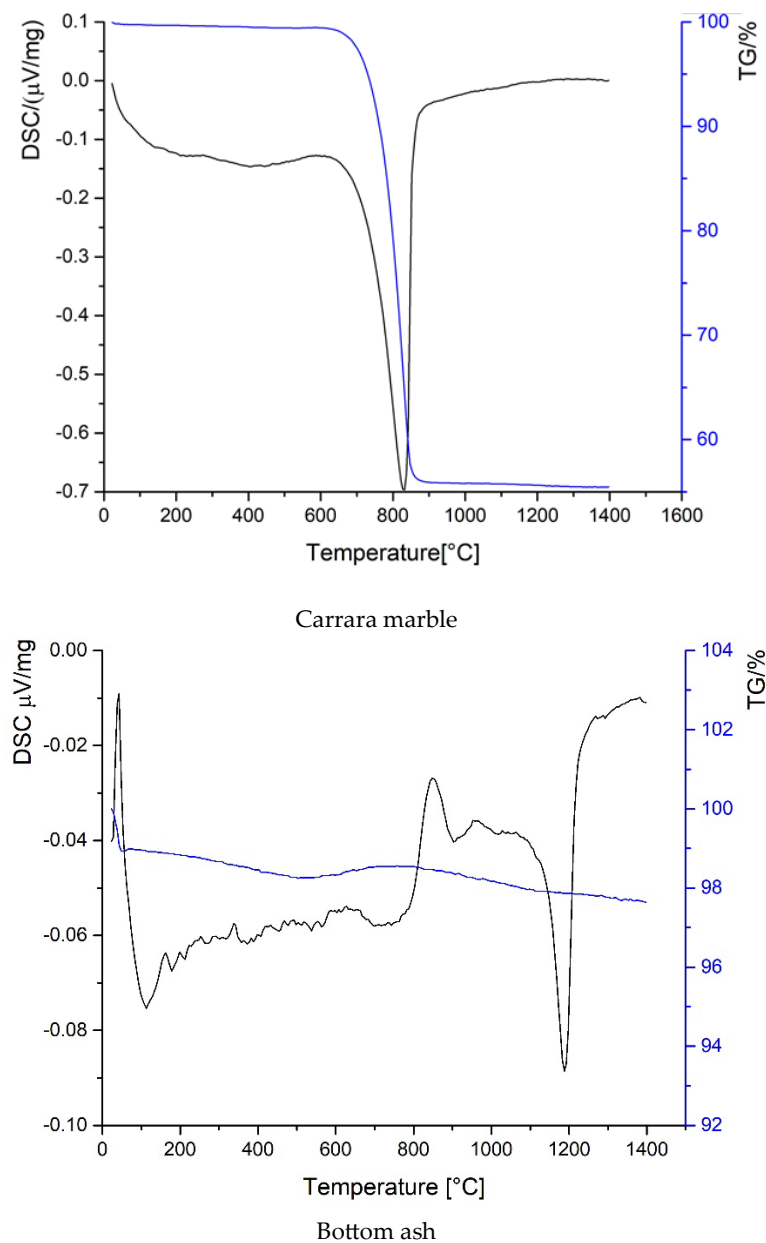 0.1
0.0
-0.1
-0.2
-0.3
-0.4
-0.5
-0.6
-0.7
DSC/(μV/mg)
100
90
80
70
60
TG/%
0 200 400 600 800 1000 1200 1400 1600
Temperature[°C]
Carrara marble
0.00
-0.02
-0.04
-0.06
-0.08
-0.10
DSC μV/mg
104
102
100
98
96
94
92
TG/%
0 200 400 600 800 1000 1200 1400
Temperature [°C]
Bottom ash